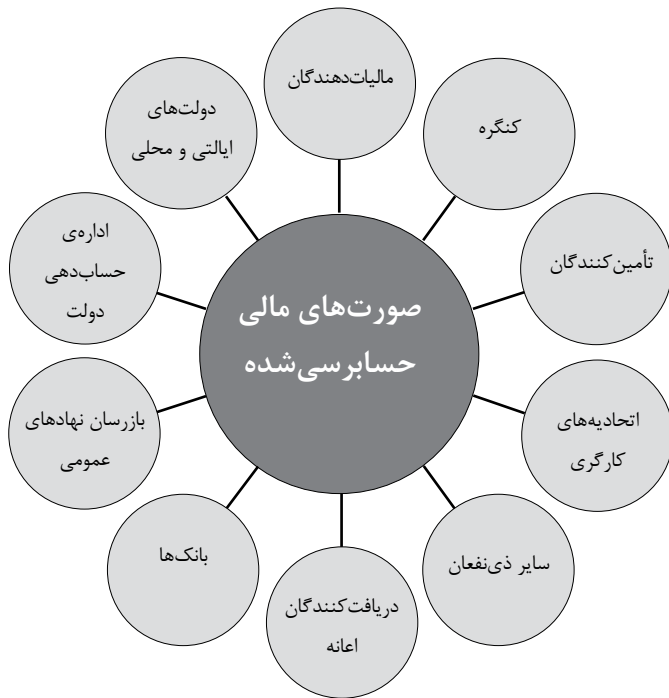 مالیات‌دهندگان
کنگره
تأمین‌کنندگان
اتحادیه‌های
کارگری
سایر ذی‌نفعان
دریافت‌کنندگان
اعانه
بانک‌ها
بازرسان نهادهای
عمومی
اداره‌ی
حساب‌دهی
دولت
دولت‌های
ایالتی و محلی
صورت‌های مالی
حسابرسی‌شده